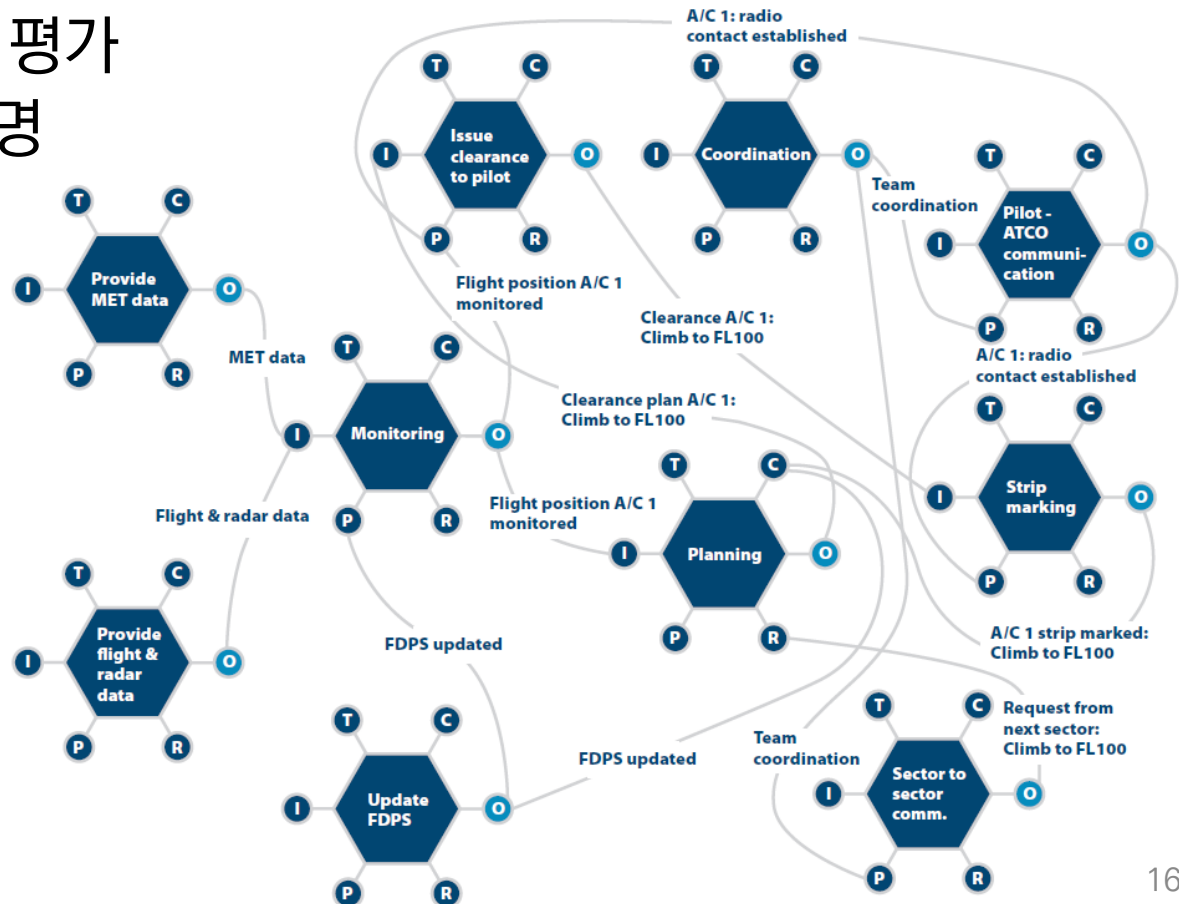 평가
명
A/C 1: radio
contact established
T
C
I
Issue
clearance
to pilot
O
P
R
T
C
I
Coordination
O
P
R
Team
coordination
T
C
I
Pilot -
ATCO
communi-
cation
O
P
R
A/C 1: radio
contact established
T
C
I
Provide
MET data
O
P
R
MET data
Flight position A/C 1
monitored
Clearance A/C 1:
Climb to FL100
T
C
I
Monitoring
O
P
R
Clearance plan A/C 1:
Climb to FL100
Flight & radar data
Flight position A/C 1
monitored
T
C
I
Planning
O
P
R
T
C
I
Strip
marking
O
P
R
A/C 1 strip marked:
Climb to FL100
T
C
I
Provide
flight &
radar
data
O
P
R
FDPS updated
T
C
I
Update
FDPS
O
P
R
FDPS updated
Team
coordination
T
C
I
Sector to
sector
comm.
O
P
R
Request from
next sector:
Climb to FL100
16